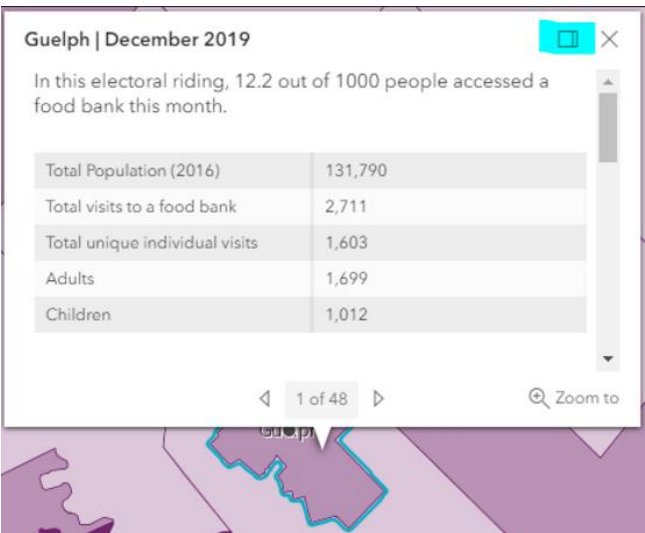 Guelph | December 2019
In this electoral riding, 12.2 out of 1000 people accessed a
food bank this month.
Total Population (2016) 131,790
Total visits to a food bank 2,711
Total unique individual visits 1,603
Adults 1,699
Children 1,012
1 of 48
Zoom to
Guelph